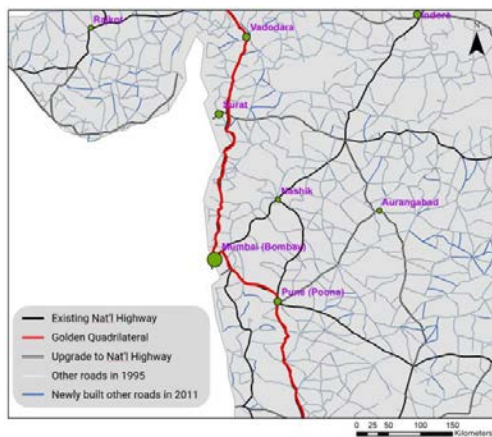 Rajkot
Indore
Vadodara
Surat
Nashik
Aurangabad
Mumbai (Bombay)
Pune (Poona)
Existing Nat'l Highway
Golden Quadrilateral
Upgrade to Nat'l Highway
Other roads in 1995
Newly built other roads in 2011
0 25 50 100 150
Kilometers